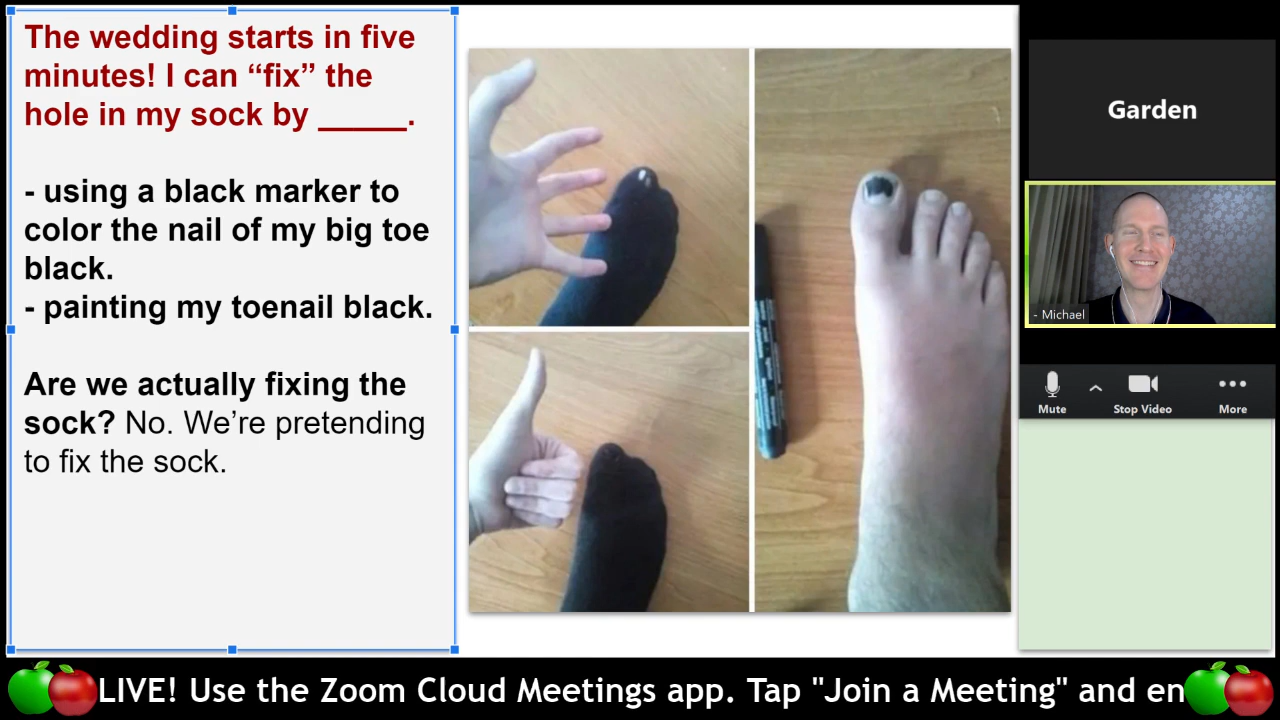 The wedding starts in five
minutes! I can “fix” the
hole in my sock by _____.
- using a black marker to
color the nail of my big toe
black.
- painting my toenail black.
Are we actually fixing the
sock? No. We’re pretending
to fix the sock.
Garden
- Michael
Mute
Stop Video
More
LIVE! Use the Zoom Cloud Meetings app. Tap "Join a Meeting" and en